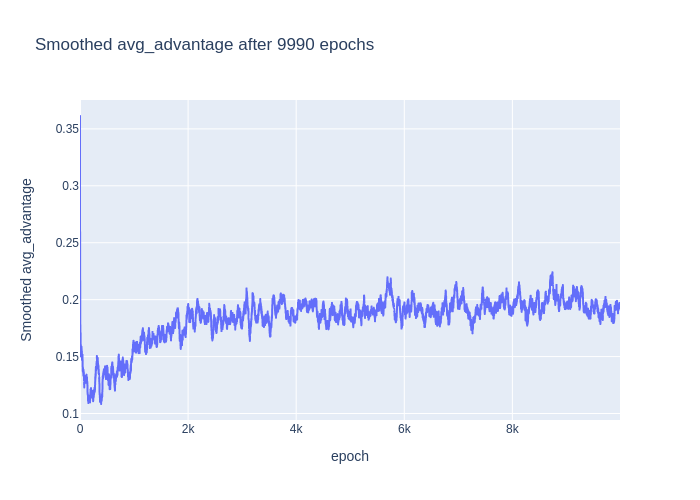 Smoothed avg_advantage after 9990 epochs
Smoothed avg_advantage
0.35
0.3
0.25
0.2
0.15
0.1
0
2k
4k
6k
8k
epoch